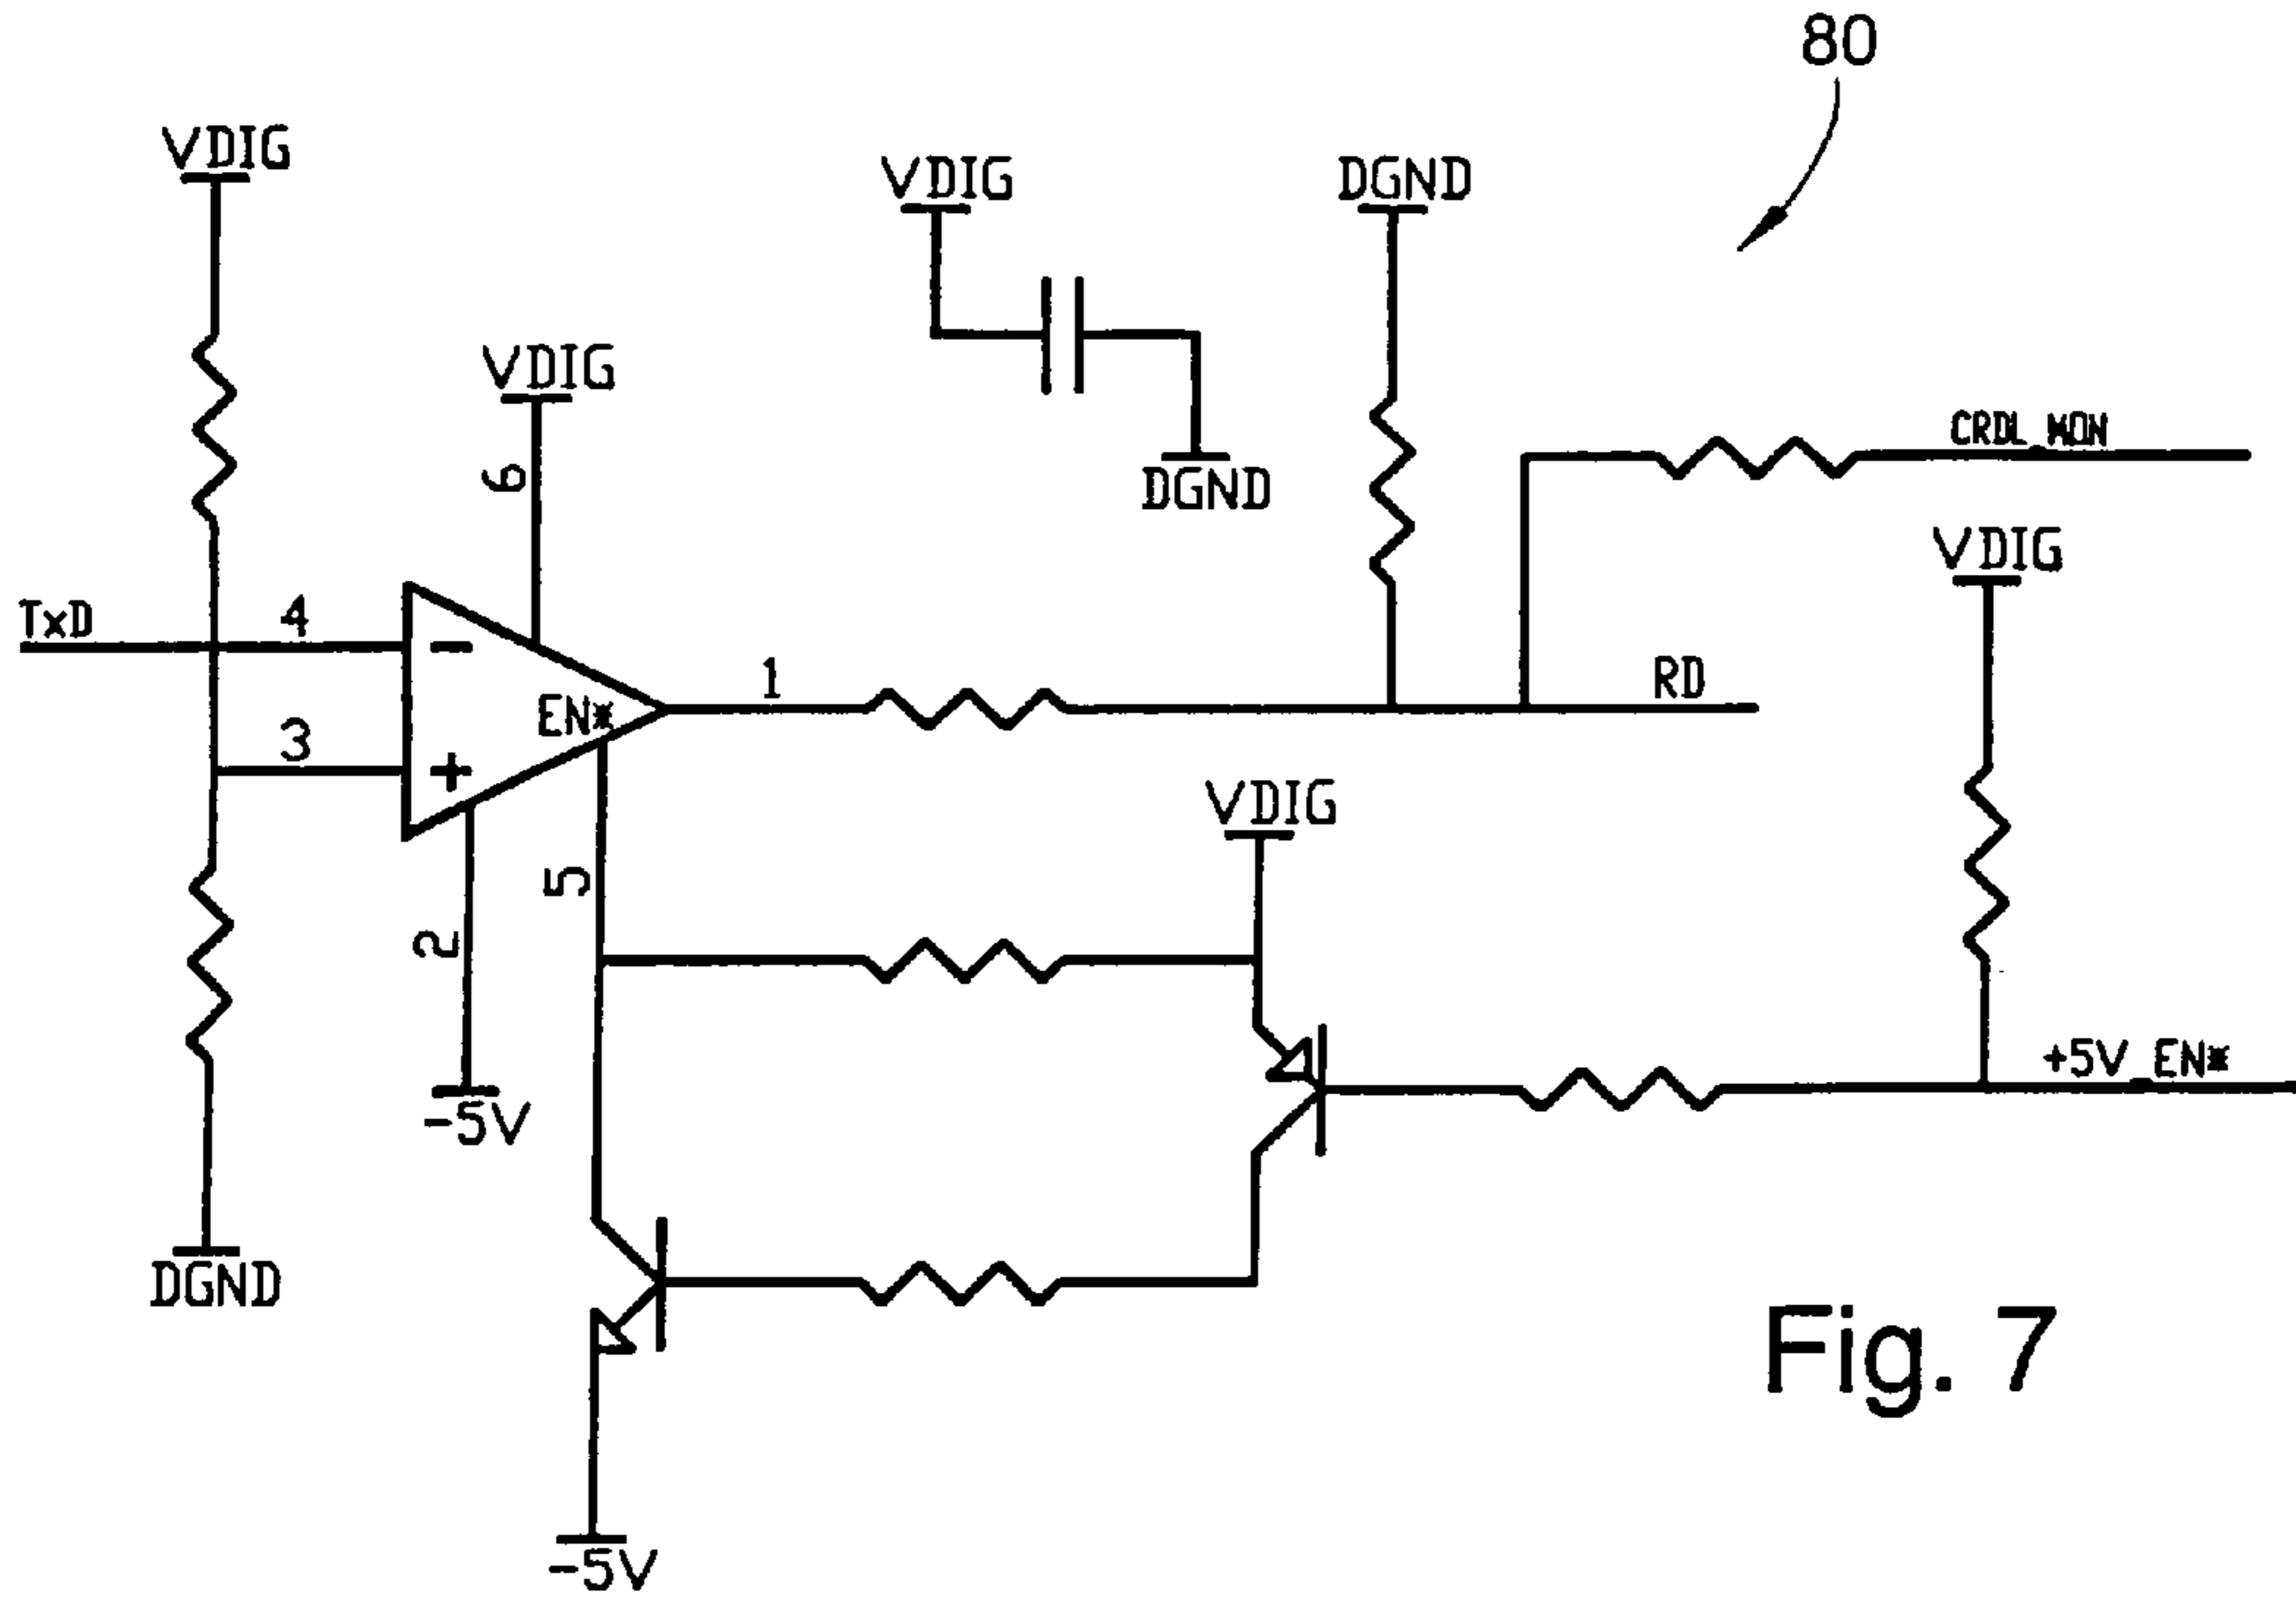 80
VDIG
VDIG
DGND
VDIG
6
DGND
CRDL_MON
VDIG
TxD
4
-
EN*
1
RD
3
+
VDIG
5
2
-5V
+5V_EN*
DGND
-5V
Fig. 7